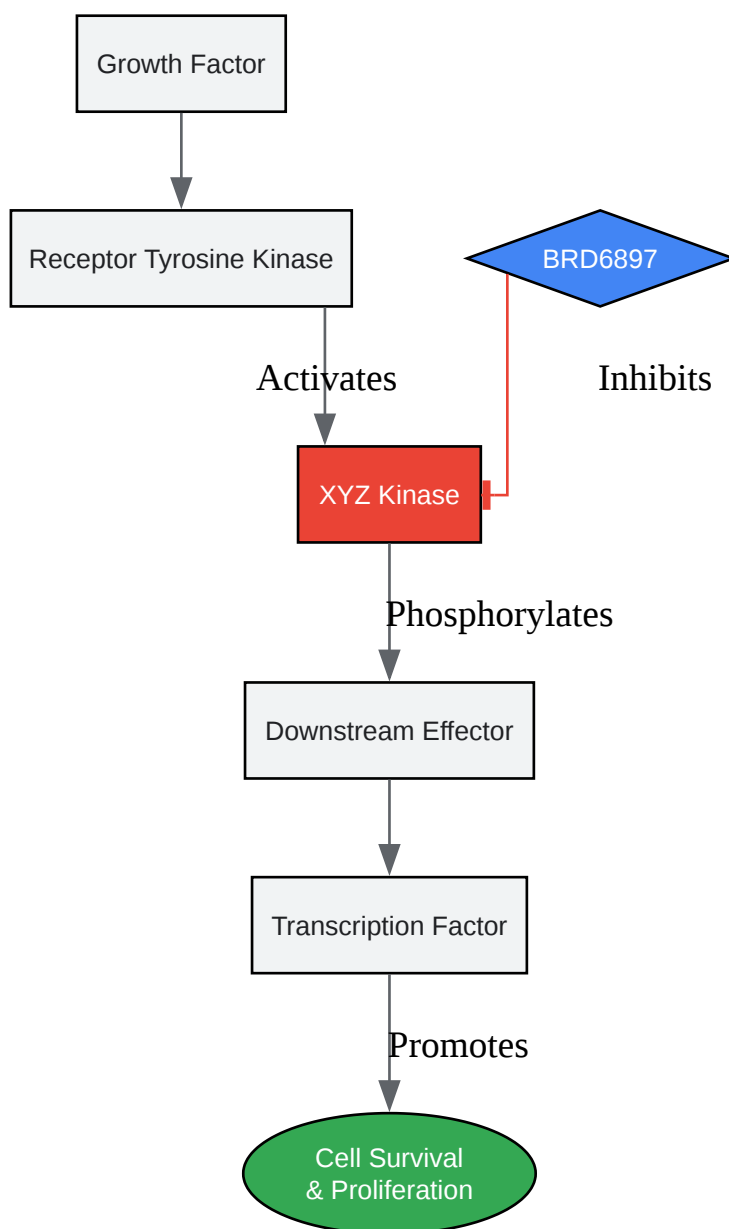 Growth Factor
Receptor Tyrosine Kinase
BRD6897
Activates
Inhibits
XYZ Kinase
Phosphorylates
Downstream Effector
Transcription Factor
Promotes
Cell Survival
& Proliferation